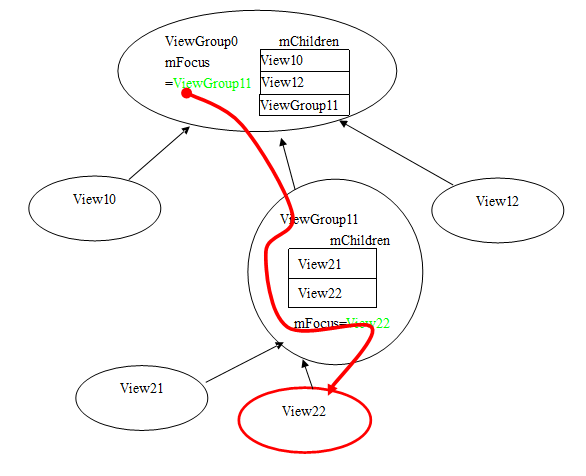 ViewGroup0
mChildren
mFocus
=ViewGroup11
View10
View12
ViewGroup11
View10
View12
ViewGroup11
mChildren
View21
View22
mFocus=View22
View21
View22